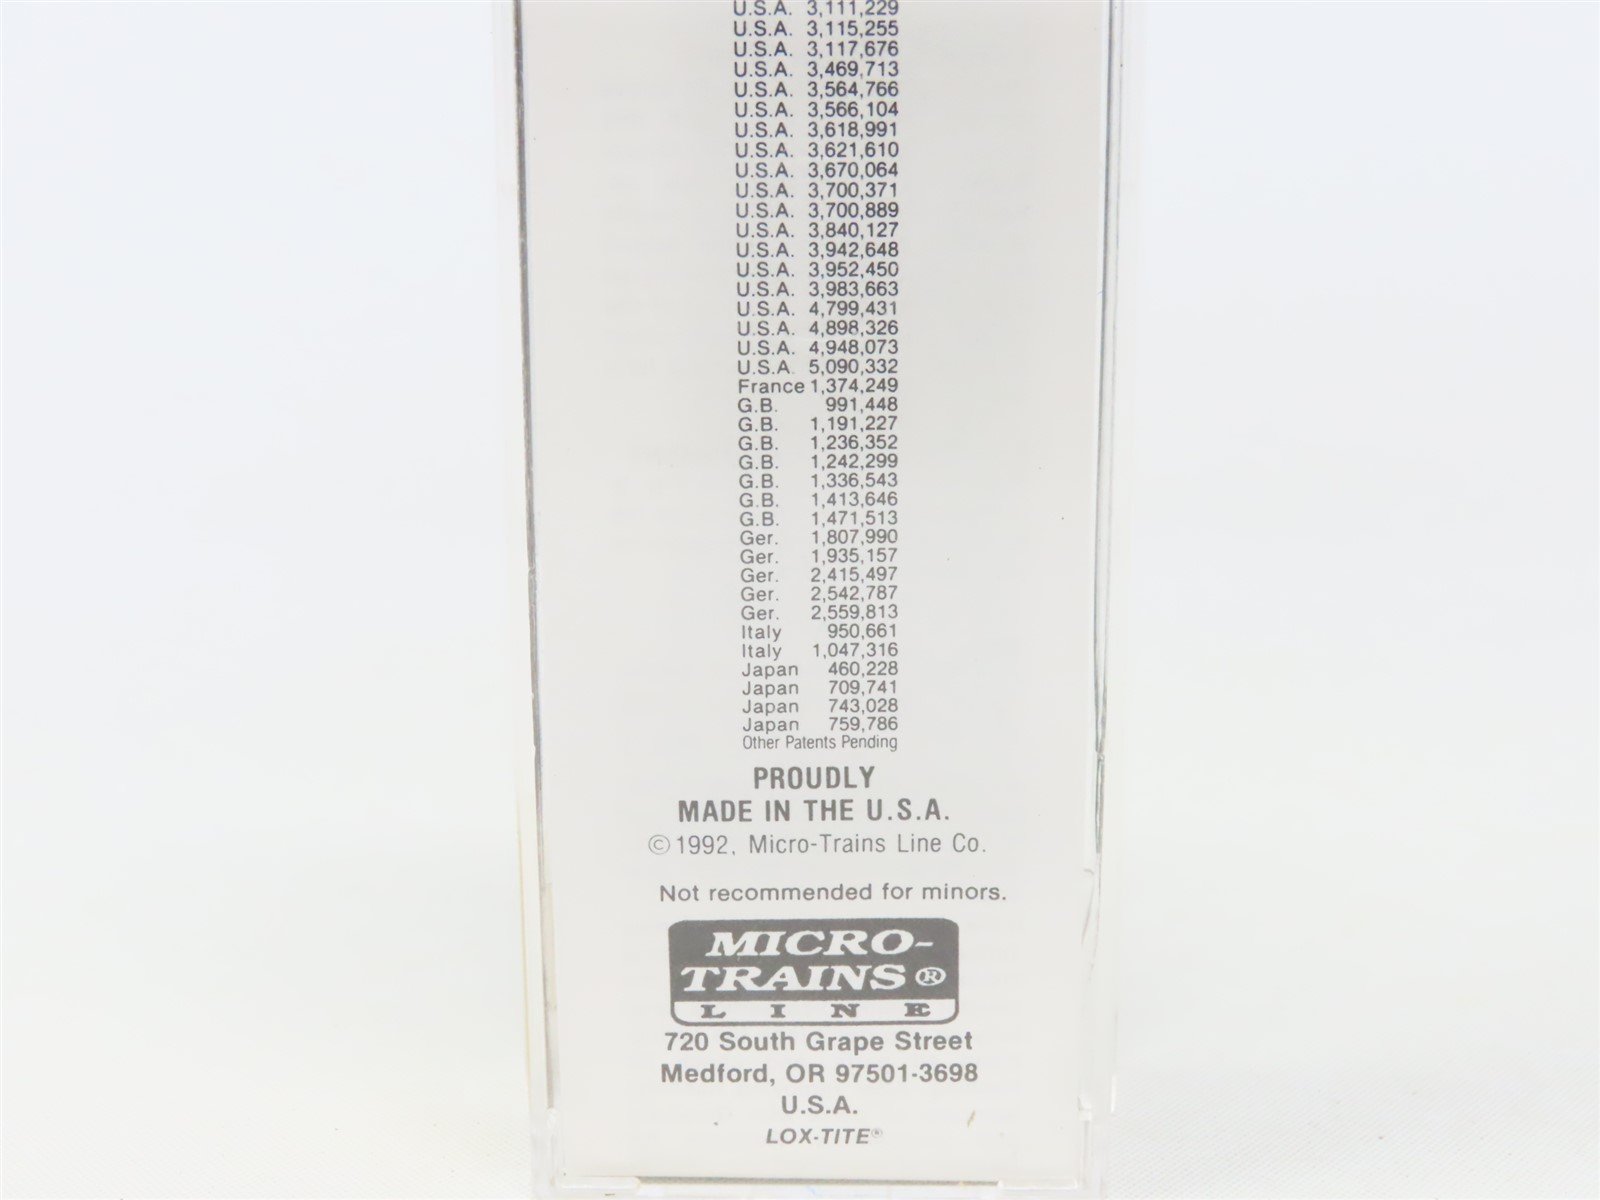 U.S.A. 3,111,229
U.S.A. 3,115,255
U.S.A. 3,117,676
U.S.A. 3,469,713
U.S.A. 3,564,766
U.S.A. 3,566,104
U.S.A. 3,618,991
U.S.A. 3,621,610
U.S.A. 3,670,064
U.S.A. 3,700,371
U.S.A. 3,700,889
U.S.A. 3,840,127
U.S.A. 3,942,648
U.S.A. 3,952,450
U.S.A. 3,983,663
U.S.A. 4,799,431
U.S.A. 4,898,326
U.S.A. 4,948,073
U.S.A. 5,090,332
France 1,374,249
G.B. 991,448
G.B. 1,191,227
G.B. 1,236,352
G.B. 1,242,299
G.B. 1,336,543
G.B. 1,413,646
G.B. 1,471,513
Ger. 1,807,990
Ger. 1,935,157
Ger. 2,415,497
Ger. 2,542,787
Ger. 2,559,813
Italy 950,661
Italy 1,047,316
Japan 460,228
Japan 709,741
Japan 743,028
Japan 759,786
Other Patents Pending
PROUDLY
MADE IN THE U.S.A.
©1992, Micro-Trains Line Co.
Not recommended for minors.
MICRO-
TRAINS®
LINE
720 South Grape Street
Medford, OR 97501-3698
U.S.A.
LOX-TITE®